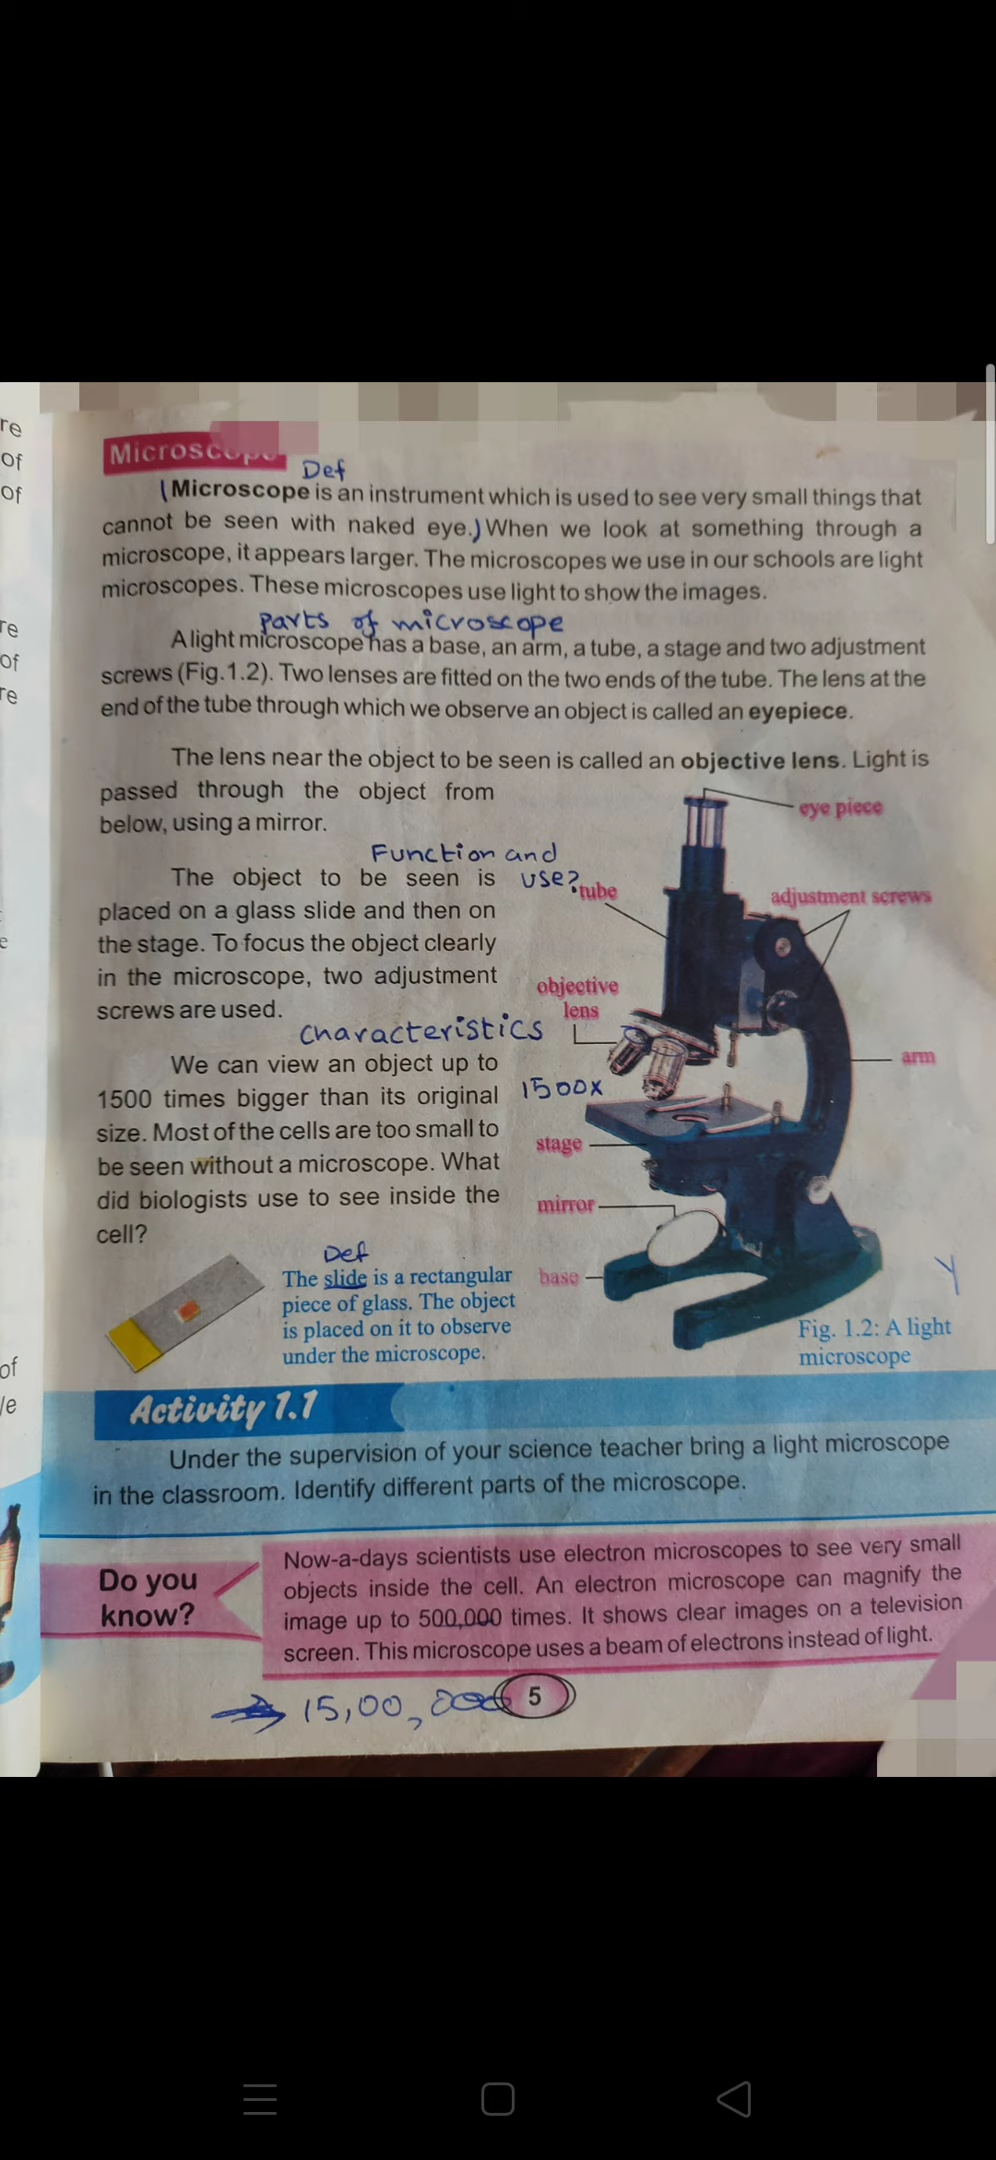 re
of
of
re
of
re
e
of
Microscope
Def
(Microscope is an instrument which is used to see very small things that
cannot be seen with naked eye.) When we look at something through a
microscope, it appears larger. The microscopes we use in our schools are light
microscopes. These microscopes use light to show the images.
parts of microscope
A light microscope has a base, an arm, a tube, a stage and two adjustment
screws (Fig.1.2). Two lenses are fitted on the two ends of the tube. The lens at the
end of the tube through which we observe an object is called an eyepiece.
The lens near the object to be seen is called an objective lens. Light is
passed through the object from
below, using a mirror.
Function and
use?
The object to be seen is
placed on a glass slide and then on
the stage. To focus the object clearly
in the microscope, two adjustment
screws are used.
characteristics
We can view an object up to
1500 times bigger than its original
size. Most of the cells are too small to
be seen without a microscope. What
did biologists use to see inside the
cell?
1500x
eye piece
tube
adjustment screws
objective
lens
arm
stage
mirror
base
Y
Fig. 1.2: A light
microscope
Def
The slide is a rectangular
piece of glass. The object
is placed on it to observe
under the microscope.
Activity 1.1
Under the supervision of your science teacher bring a light microscope
in the classroom. Identify different parts of the microscope.
Do you
know?
Now-a-days scientists use electron microscopes to see very small
objects inside the cell. An electron microscope can magnify the
image up to 500,000 times. It shows clear images on a television
screen. This microscope uses a beam of electrons instead of light.
→ 15,00,000
5